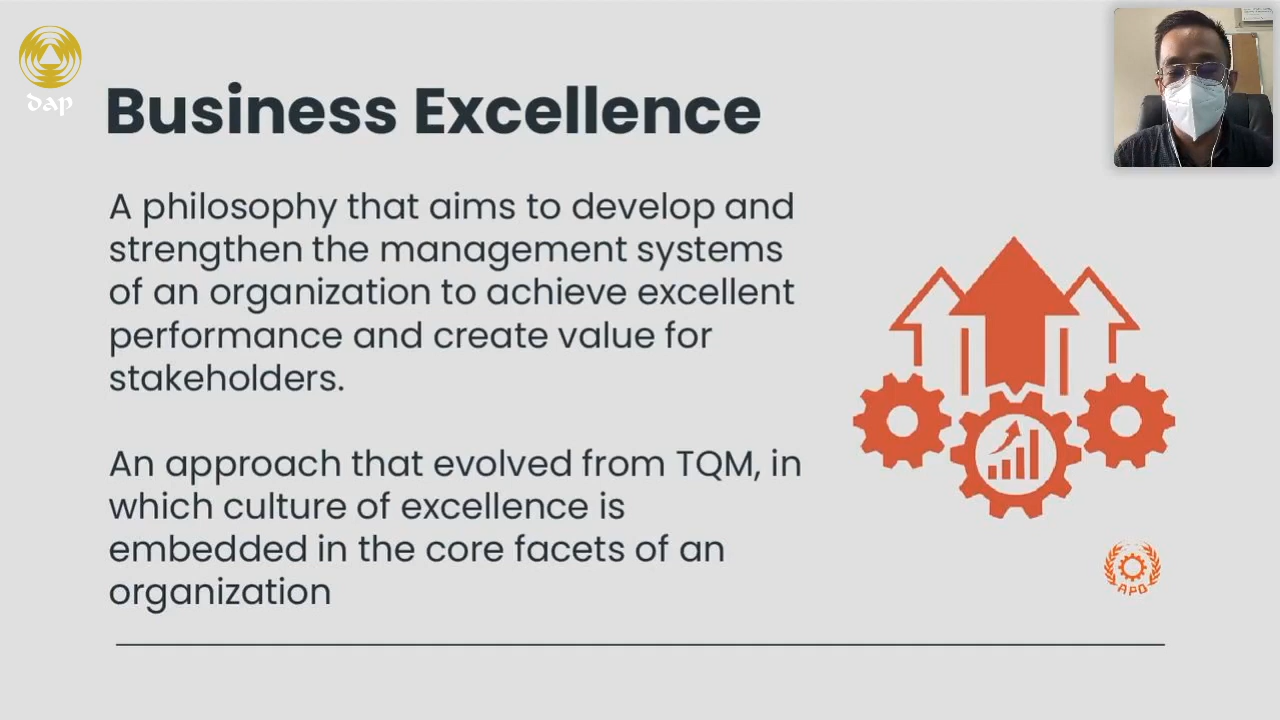 dap
Business Excellence
A philosophy that aims to develop and
strengthen the management systems
of an organization to achieve excellent
performance and create value for
stakeholders.
An approach that evolved from TQM, in
which culture of excellence is
embedded in the core facets of an
organization
APO